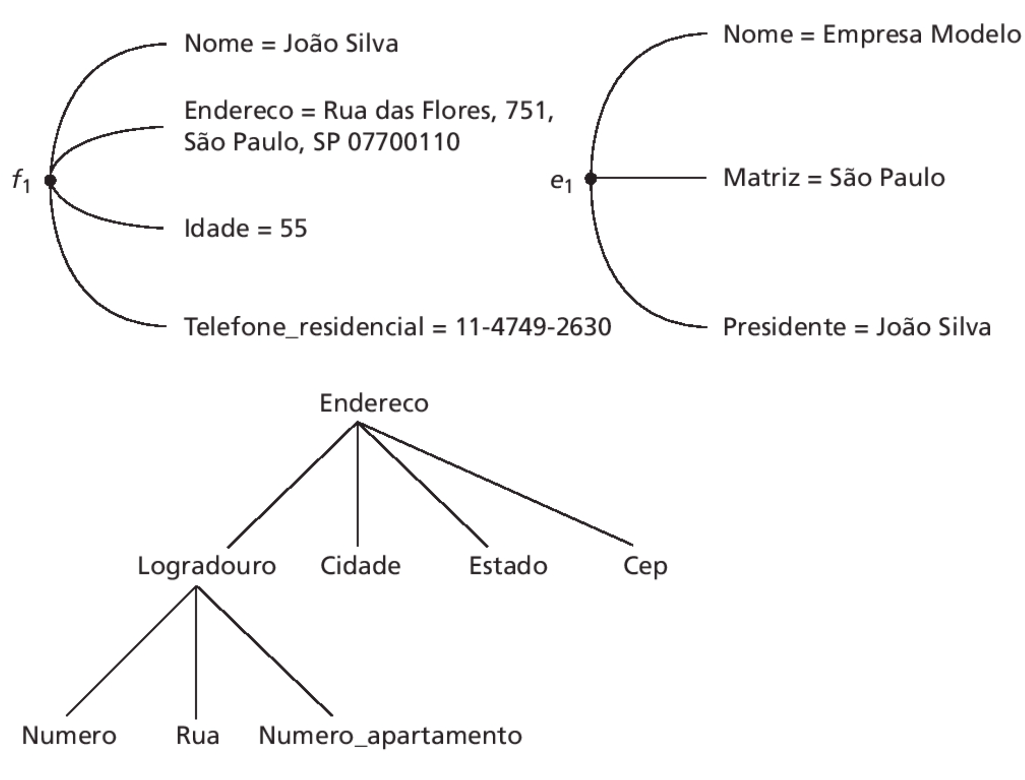 f1
Nome = João Silva
Endereco = Rua das Flores, 751,
São Paulo, SP 07700110
Idade = 55
Telefone_residencial = 11-4749-2630
e1
Nome = Empresa Modelo
Matriz = São Paulo
Presidente = João Silva
Endereco
Logradouro Cidade Estado Cep
Numero Rua Numero_apartamento